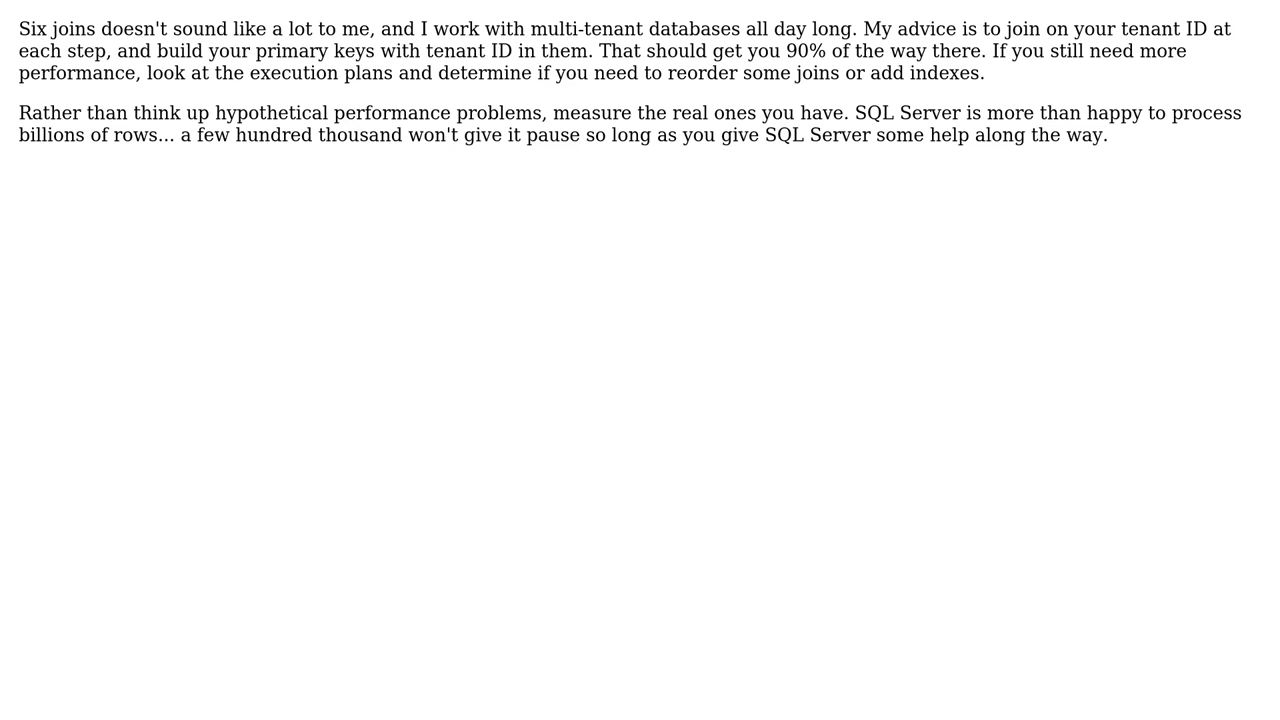 Six joins doesn't sound like a lot to me, and I work with multi-tenant databases all day long. My advice is to join on your tenant ID at
each step, and build your primary keys with tenant ID in them. That should get you 90% of the way there. If you still need more
performance, look at the execution plans and determine if you need to reorder some joins or add indexes.
Rather than think up hypothetical performance problems, measure the real ones you have. SQL Server is more than happy to process
billions of rows... a few hundred thousand won't give it pause so long as you give SQL Server some help along the way.